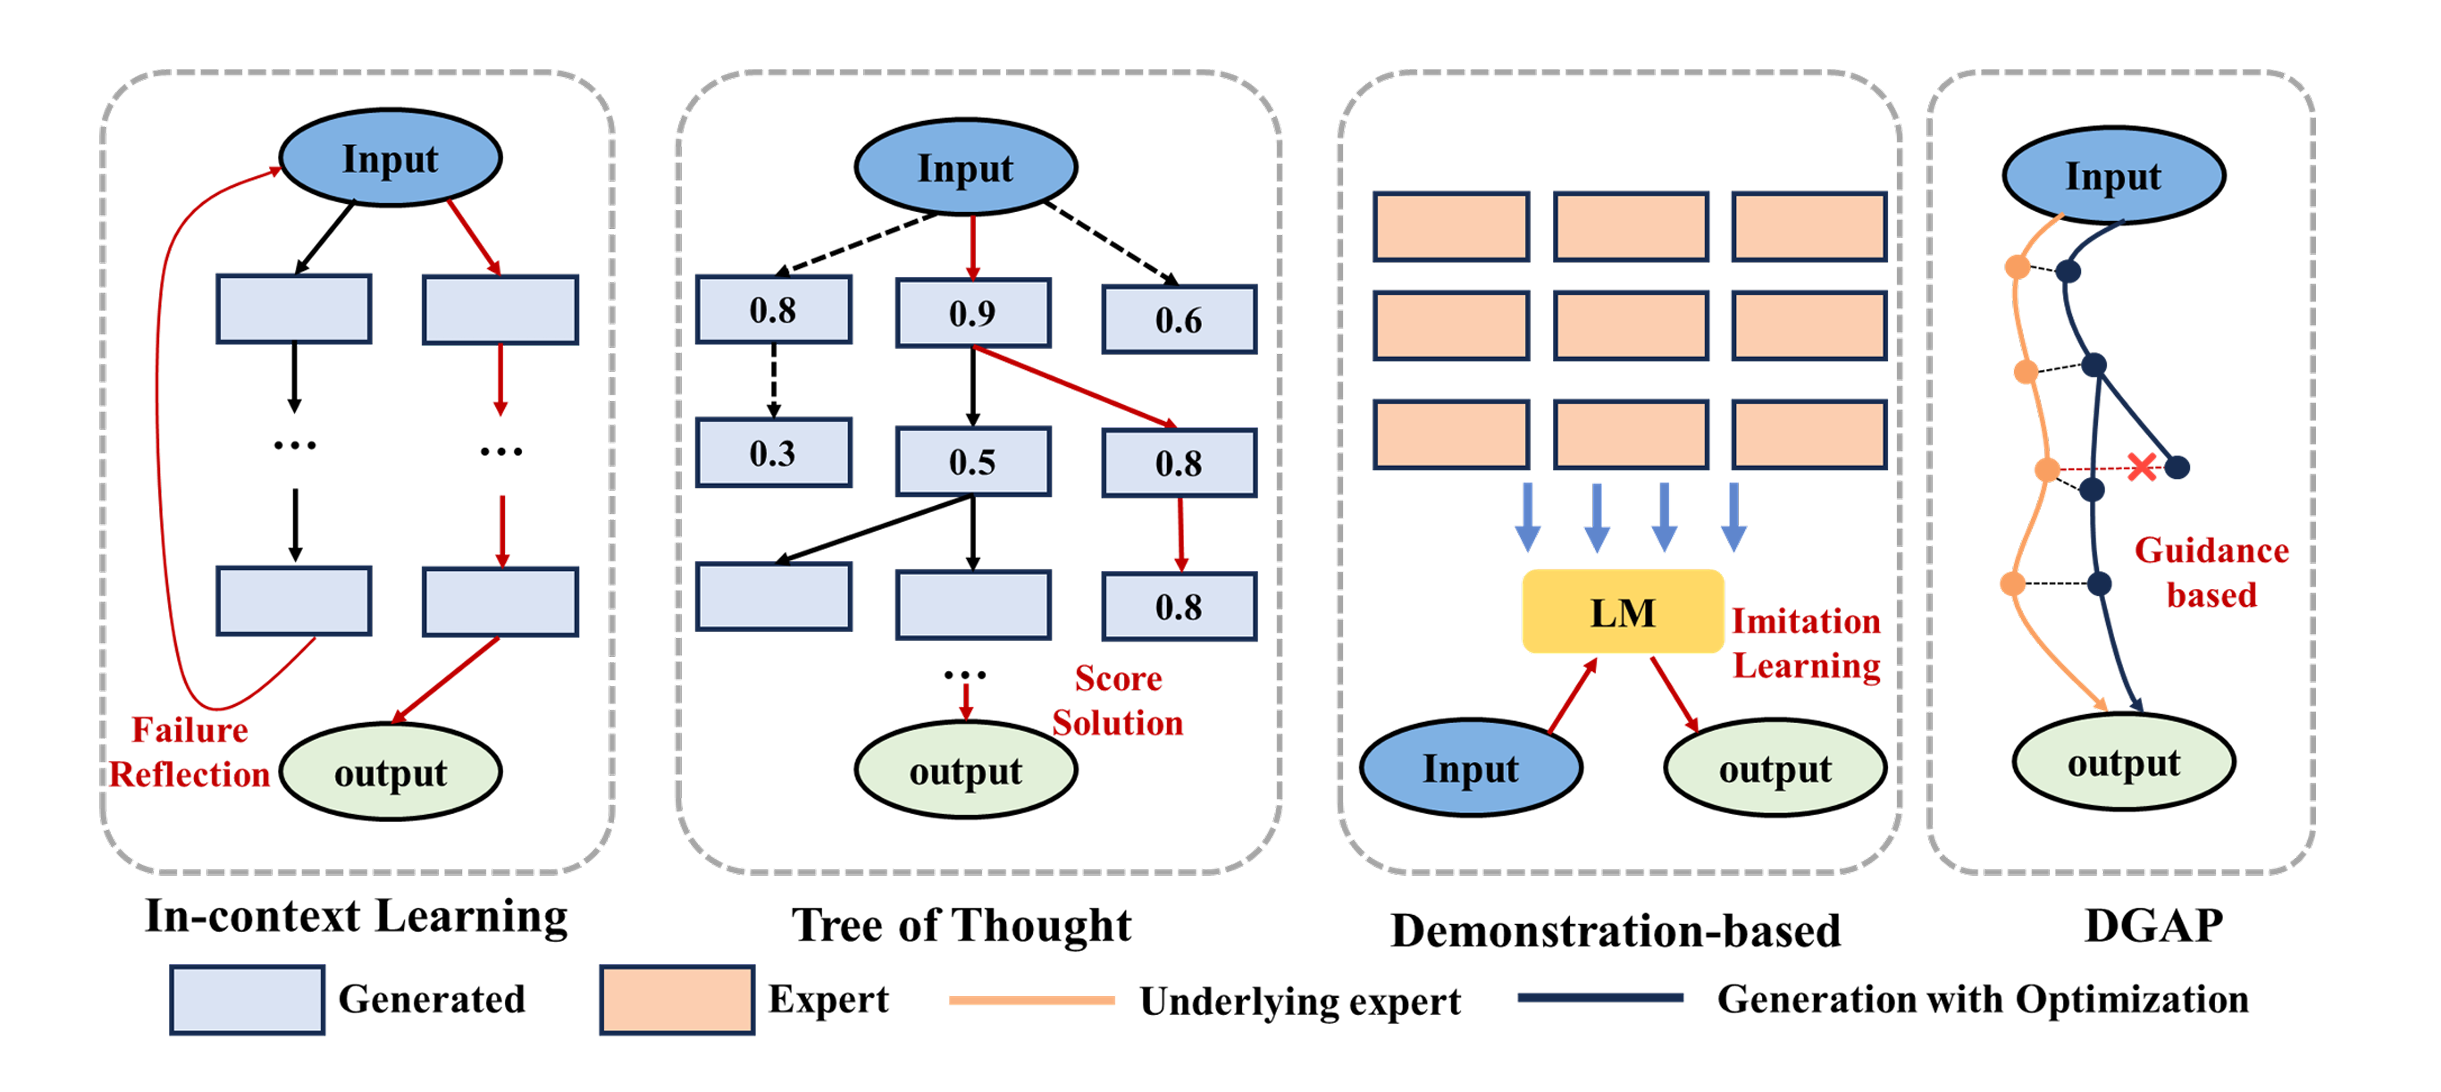 Input
...
...
Failure
Reflection
output
In-context Learning
Input
0.8
0.9
0.6
0.3
0.5
0.8
0.8
...
Score
Solution
output
Tree of Thought
LM
Imitation
Learning
Input
output
Demonstration-based
Input
Guidance
based
output
DGAP
Generated
Expert
Underlying expert
Generation with Optimization